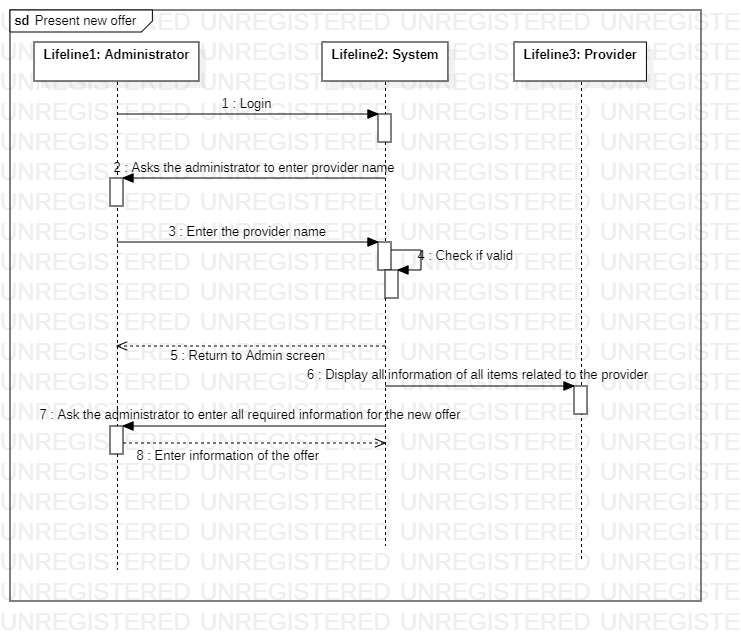 sd Present new offer
Lifeline1: Administrator
Lifeline2: System
Lifeline3: Provider
1 : Login
2 : Asks the administrator to enter provider name
3 : Enter the provider name
4 : Check if valid
5 : Return to Admin screen
6 : Display all information of all items related to the provider
7 : Ask the administrator to enter all required information for the new offer
8 : Enter information of the offer
UNREGISTERED